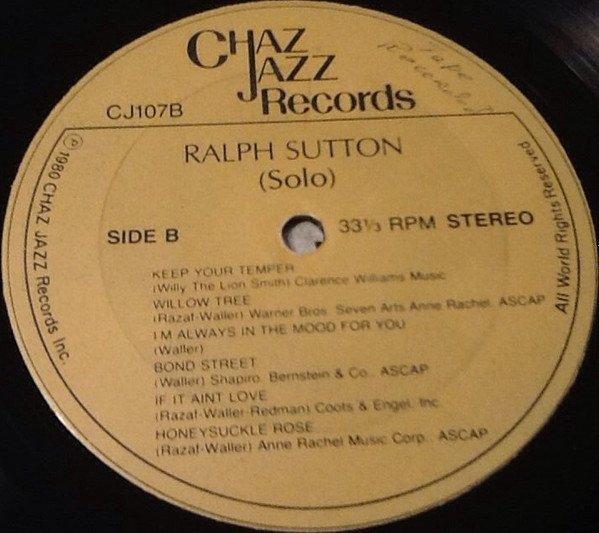 CHAZ
JAZZ
Records
Tape
Recorded
CJ107B
RALPH SUTTON
(Solo)
SIDE B
33⅓ RPM STEREO
KEEP YOUR TEMPER
(Willy The Lion Smith) Clarence Williams Music
WILLOW TREE
(Razaf-Waller) Warner Bros. Seven Arts Anne Rachel, ASCAP
I M ALWAYS IN THE MOOD FOR YOU
(Waller)
BOND STREET
(Waller) Shapiro, Bernstein & Co., ASCAP
IF IT AINT LOVE
(Razaf-Waller-Redman) Coots & Engel, Inc.
HONEYSUCKLE ROSE
(Razaf-Waller) Anne Rachel Music Corp., ASCAP
℗ 1980 CHAZ JAZZ Records Inc.
All World Rights Reserved